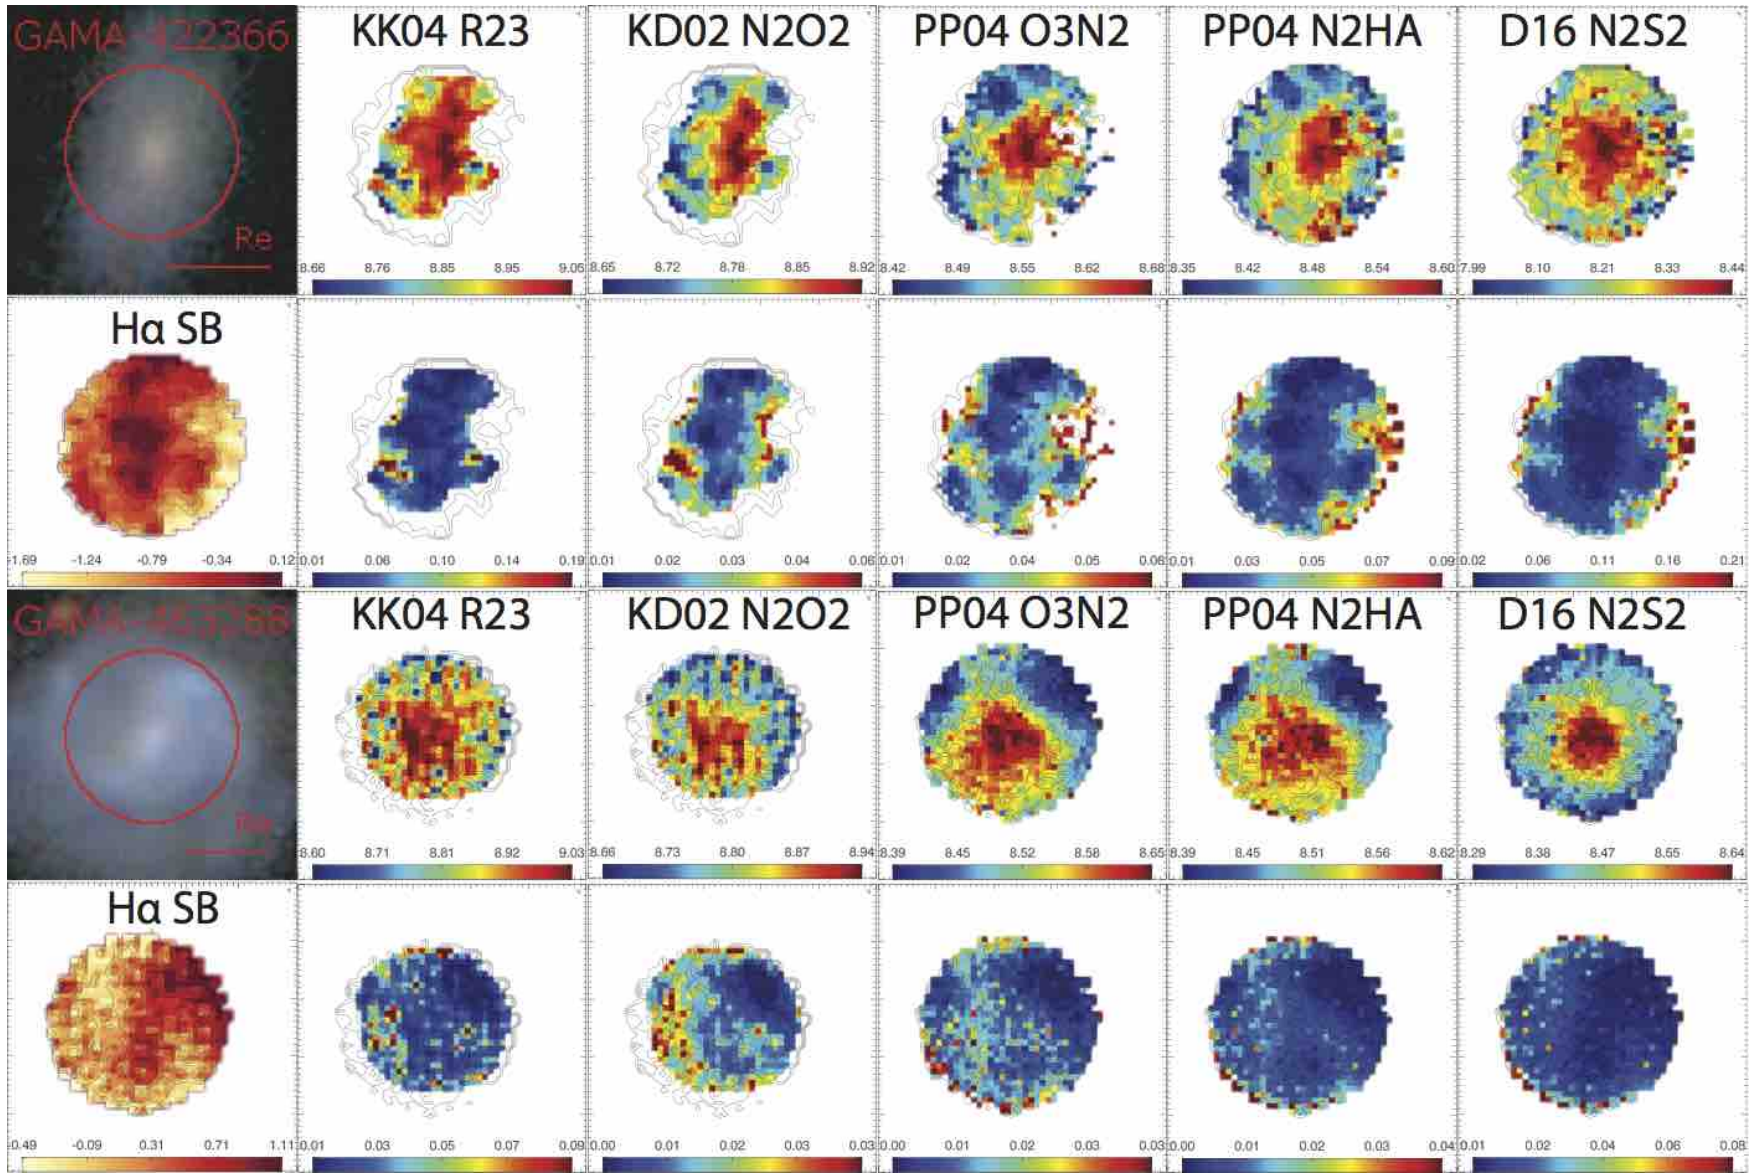 GAMA-422366 KK04 R23 KD02 N2O2 PP04 O3N2 PP04 N2HA D16 N2S2
Re
8.66 8.76 8.85 8.95 9.05 8.65 8.72 8.78 8.85 8.92 8.42 8.49 8.55 8.62 8.68 8.35 8.42 8.48 8.54 8.60 7.99 8.10 8.21 8.33 8.44
Hα SB
-1.69 -1.24 -0.79 -0.34 0.12 0.01 0.06 0.10 0.14 0.19 0.01 0.02 0.03 0.04 0.06 0.01 0.02 0.04 0.05 0.06 0.01 0.03 0.05 0.07 0.09 0.02 0.06 0.11 0.16 0.21
GAMA-463288 KK04 R23 KD02 N2O2 PP04 O3N2 PP04 N2HA D16 N2S2
Re
8.60 8.71 8.81 8.92 9.03 8.66 8.73 8.80 8.87 8.94 8.39 8.45 8.52 8.58 8.65 8.39 8.45 8.51 8.56 8.62 8.29 8.38 8.47 8.55 8.64
Hα SB
-0.49 -0.09 0.31 0.71 1.11 0.01 0.03 0.05 0.07 0.09 0.00 0.01 0.02 0.03 0.03 0.00 0.01 0.02 0.03 0.03 0.00 0.01 0.02 0.03 0.04 0.01 0.02 0.04 0.06 0.08